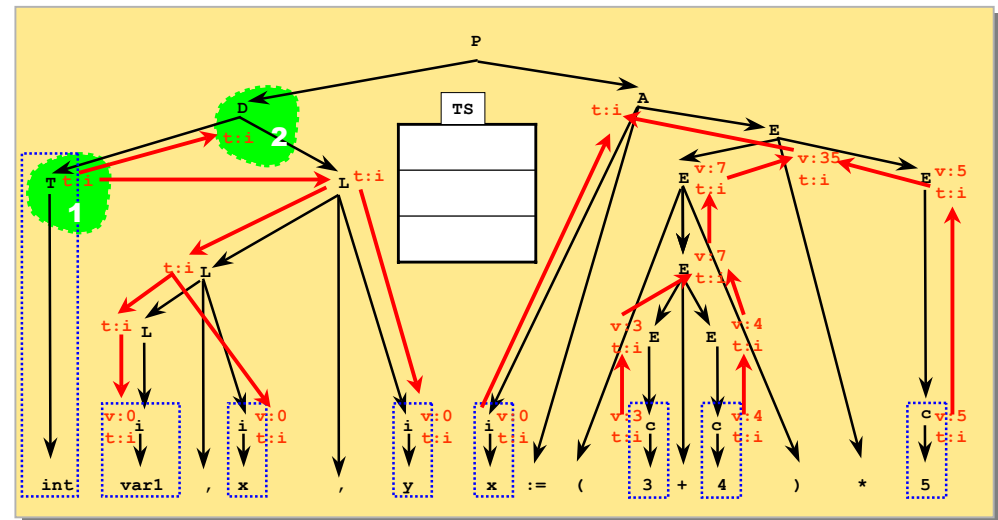 P
TS
D
2
t:i
t:i
A
E
v:35
t:i
T
t:i
1
L
t:i
E
v:7
t:i
E
v:5
t:i
t:i
L
E
v:7
t:i
t:i
L
v:3
t:i
E
E
v:4
t:i
v:0
t:i
i
i
v:0
t:i
i
v:0
t:i
i
v:0
t:i
v:3
t:i
c
c
v:4
t:i
c
v:5
t:i
int var1 , x , y x := ( 3 + 4 ) * 5